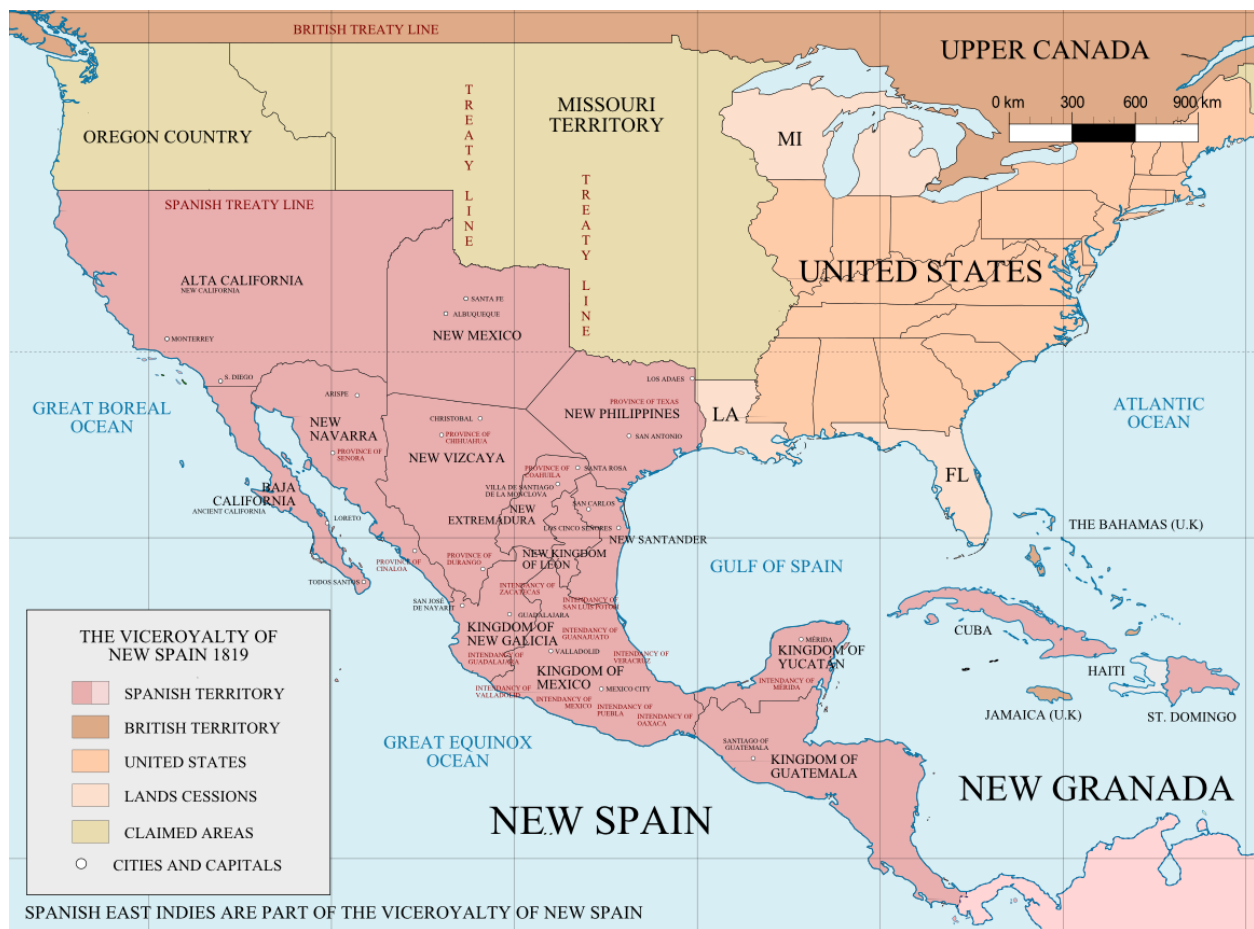 BRITISH TREATY LINE
UPPER CANADA
0 km 300 600 900 km
OREGON COUNTRY
MISSOURI
TERRITORY
TREATY LINE
TREATY LINE
MI
SPANISH TREATY LINE
UNITED STATES
ALTA CALIFORNIA
NEW CALIFORNIA
SANTA FE
ALBUQUEQUE
NEW MEXICO
MONTERREY
S. DIEGO
LOS ADAES
GREAT BOREAL
OCEAN
ARISPE
NEW
NAVARRA
PROVINCE OF
SENORA
CHRISTOBAL
PROVINCE OF
CHIHUAHUA
NEW VIZCAYA
PROVINCE OF TEXAS
NEW PHILIPPINES
SAN ANTONIO
LA
ATLANTIC
OCEAN
FL
PROVINCE OF
COAHUILA
SANTA ROSA
VILLA DE SANTIAGO
DE LA MONCLOVA
BAJA
CALIFORNIA
ANCIENT CALIFORNIA
LORETO
NEW
EXTREMADURA
SAN CARLOS
LOS CINCO SEÑORES
NEW SANTANDER
THE BAHAMAS (U.K)
NEW KINGDOM
OF LEÓN
PROVINCE OF
CINALOA
PROVINCE OF
DURANGO
GULF OF SPAIN
TODOS SANTOS
INTENDANCY OF
ZACATECAS
SAN JOSÉ
DE NAYARIT
INTENDANCY OF
SAN LUIS POTOSI
GUADALAJARA
KINGDOM OF
NEW GALICIA
INTENDANCY OF
GUANAJUATO
INTENDANCY OF
GUADALAJARA
VALLADOLID
INTENDANCY OF
VERACRUZ
MÉRIDA
KINGDOM OF
YUCATÁN
INTENDANCY OF
MERIDA
CUBA
HAITI
JAMAICA (U.K)
ST. DOMINGO
KINGDOM OF
MEXICO
INTENDANCY OF
VALLADOLID
MEXICO CITY
INTENDANCY OF
MEXICO
INTENDANCY OF
PUEBLA
INTENDANCY OF
OAXACA
GREAT EQUINOX
OCEAN
SANTIAGO OF
GUATEMALA
KINGDOM OF
GUATEMALA
NEW SPAIN
NEW GRANADA
THE VICEROYALTY OF
NEW SPAIN 1819
SPANISH TERRITORY
BRITISH TERRITORY
UNITED STATES
LANDS CESSIONS
CLAIMED AREAS
CITIES AND CAPITALS
SPANISH EAST INDIES ARE PART OF THE VICEROYALTY OF NEW SPAIN